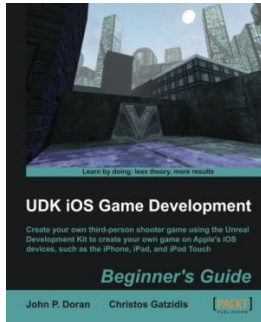 Learn by doing: less theory, more results
UDK iOS Game Development
Create your own third-person shooter game using the Unreal
Development Kit to create your own game on Apple's iOS
devices, such as the iPhone, iPad, and iPod Touch
Beginner's Guide
John P. Doran Christos Gatzidis
[PACKT]
PUBLISHING